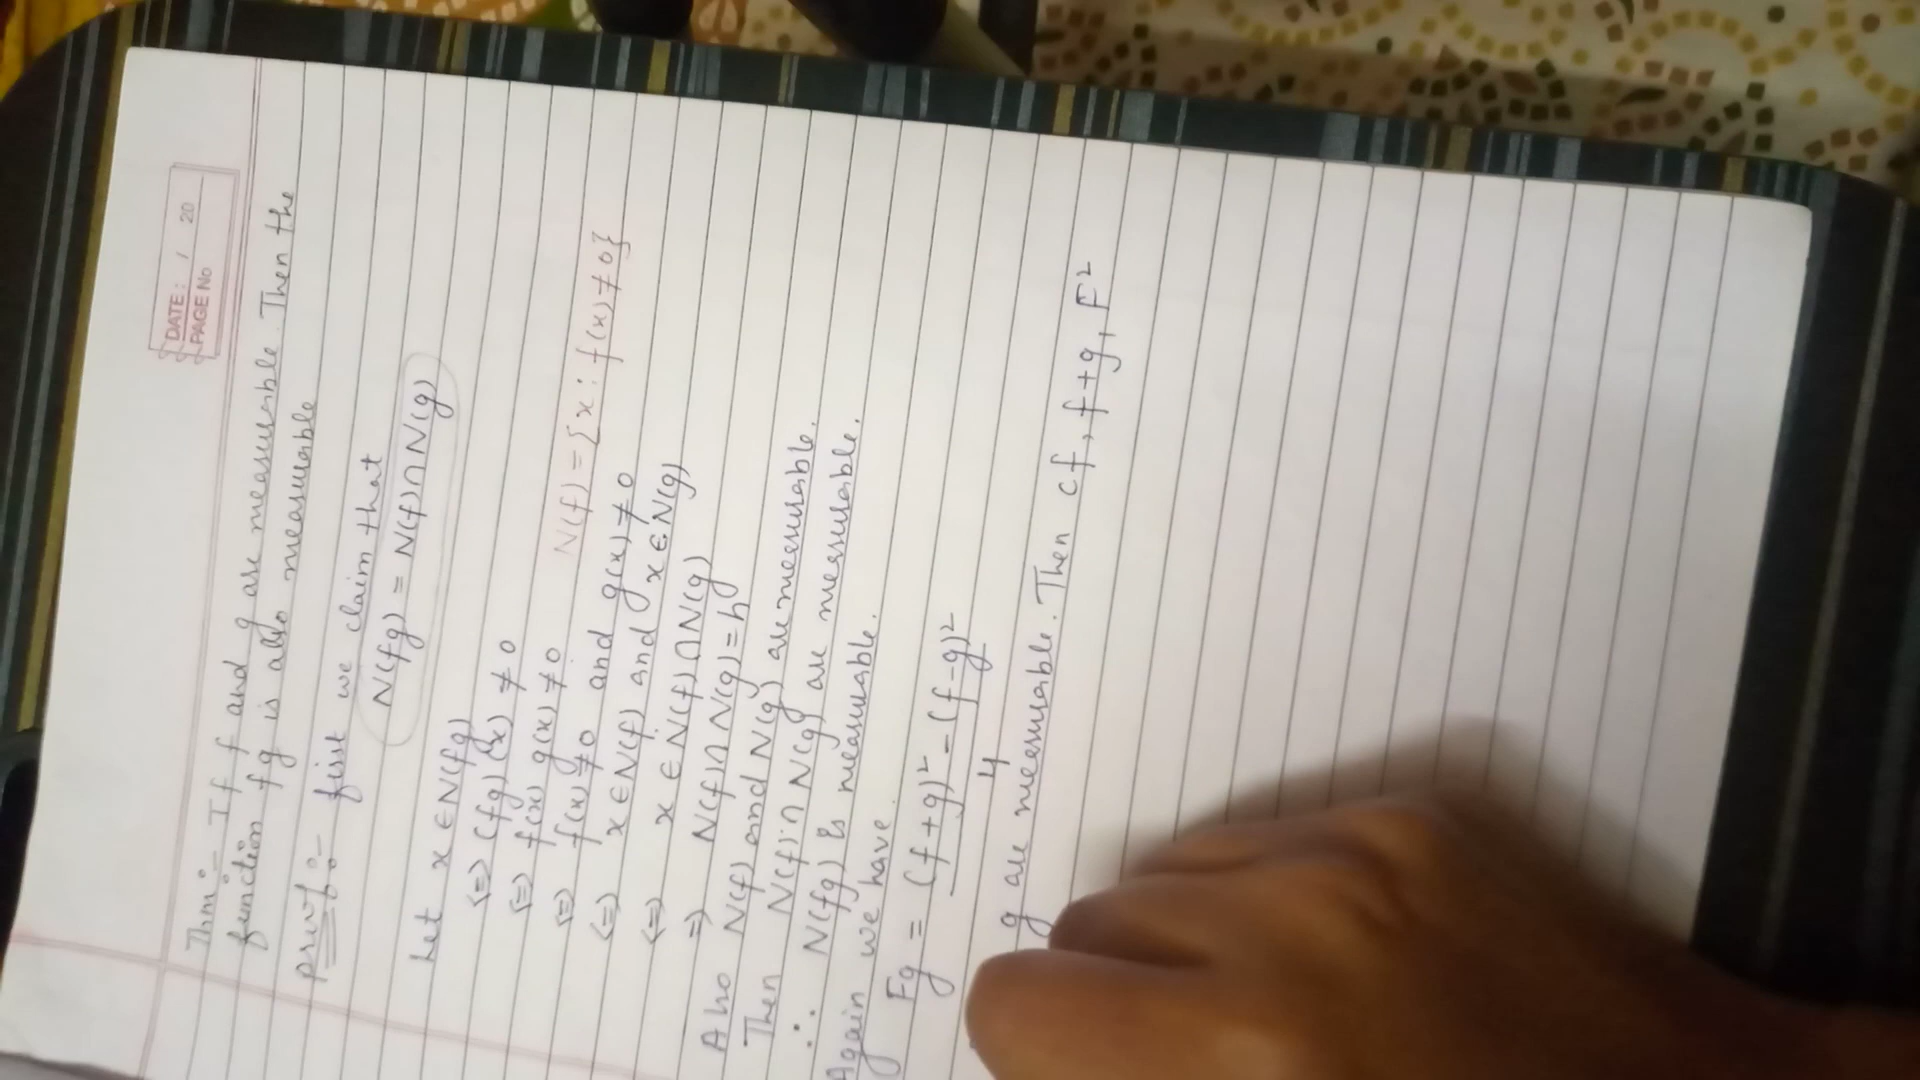 DATE: / 20
PAGE No
Thm:- If f and g are measurable. Then the
function fg is also measurable
proof:- first we claim that
N(fg) = N(f) ∩ N(g)
Let x ∈ N(fg)
<=> (fg)(x) ≠ 0
<=> f(x) g(x) ≠ 0
N(f) = {x : f(x) ≠ 0}
<=> f(x) ≠ 0 and g(x) ≠ 0
<=> x ∈ N(f) and x ∈ N(g)
<=> x ∈ N(f) ∩ N(g)
=> N(f) ∩ N(g) = h
Also N(f) and N(g) are measurable.
Then N(f) ∩ N(g) are measurable.
∴ N(fg) is measurable.
Again we have
Fg = (f+g)² - (f-g)² / 4
g are measurable. Then cf, f+g, F²